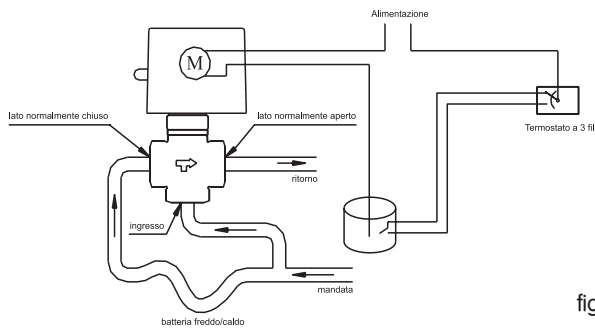 Alimentazione
M
lato normalmente chiuso
lato normalmente aperto
Termostato a 3 fil
ritorno
ingresso
mandata
fig
batteria freddo/caldo